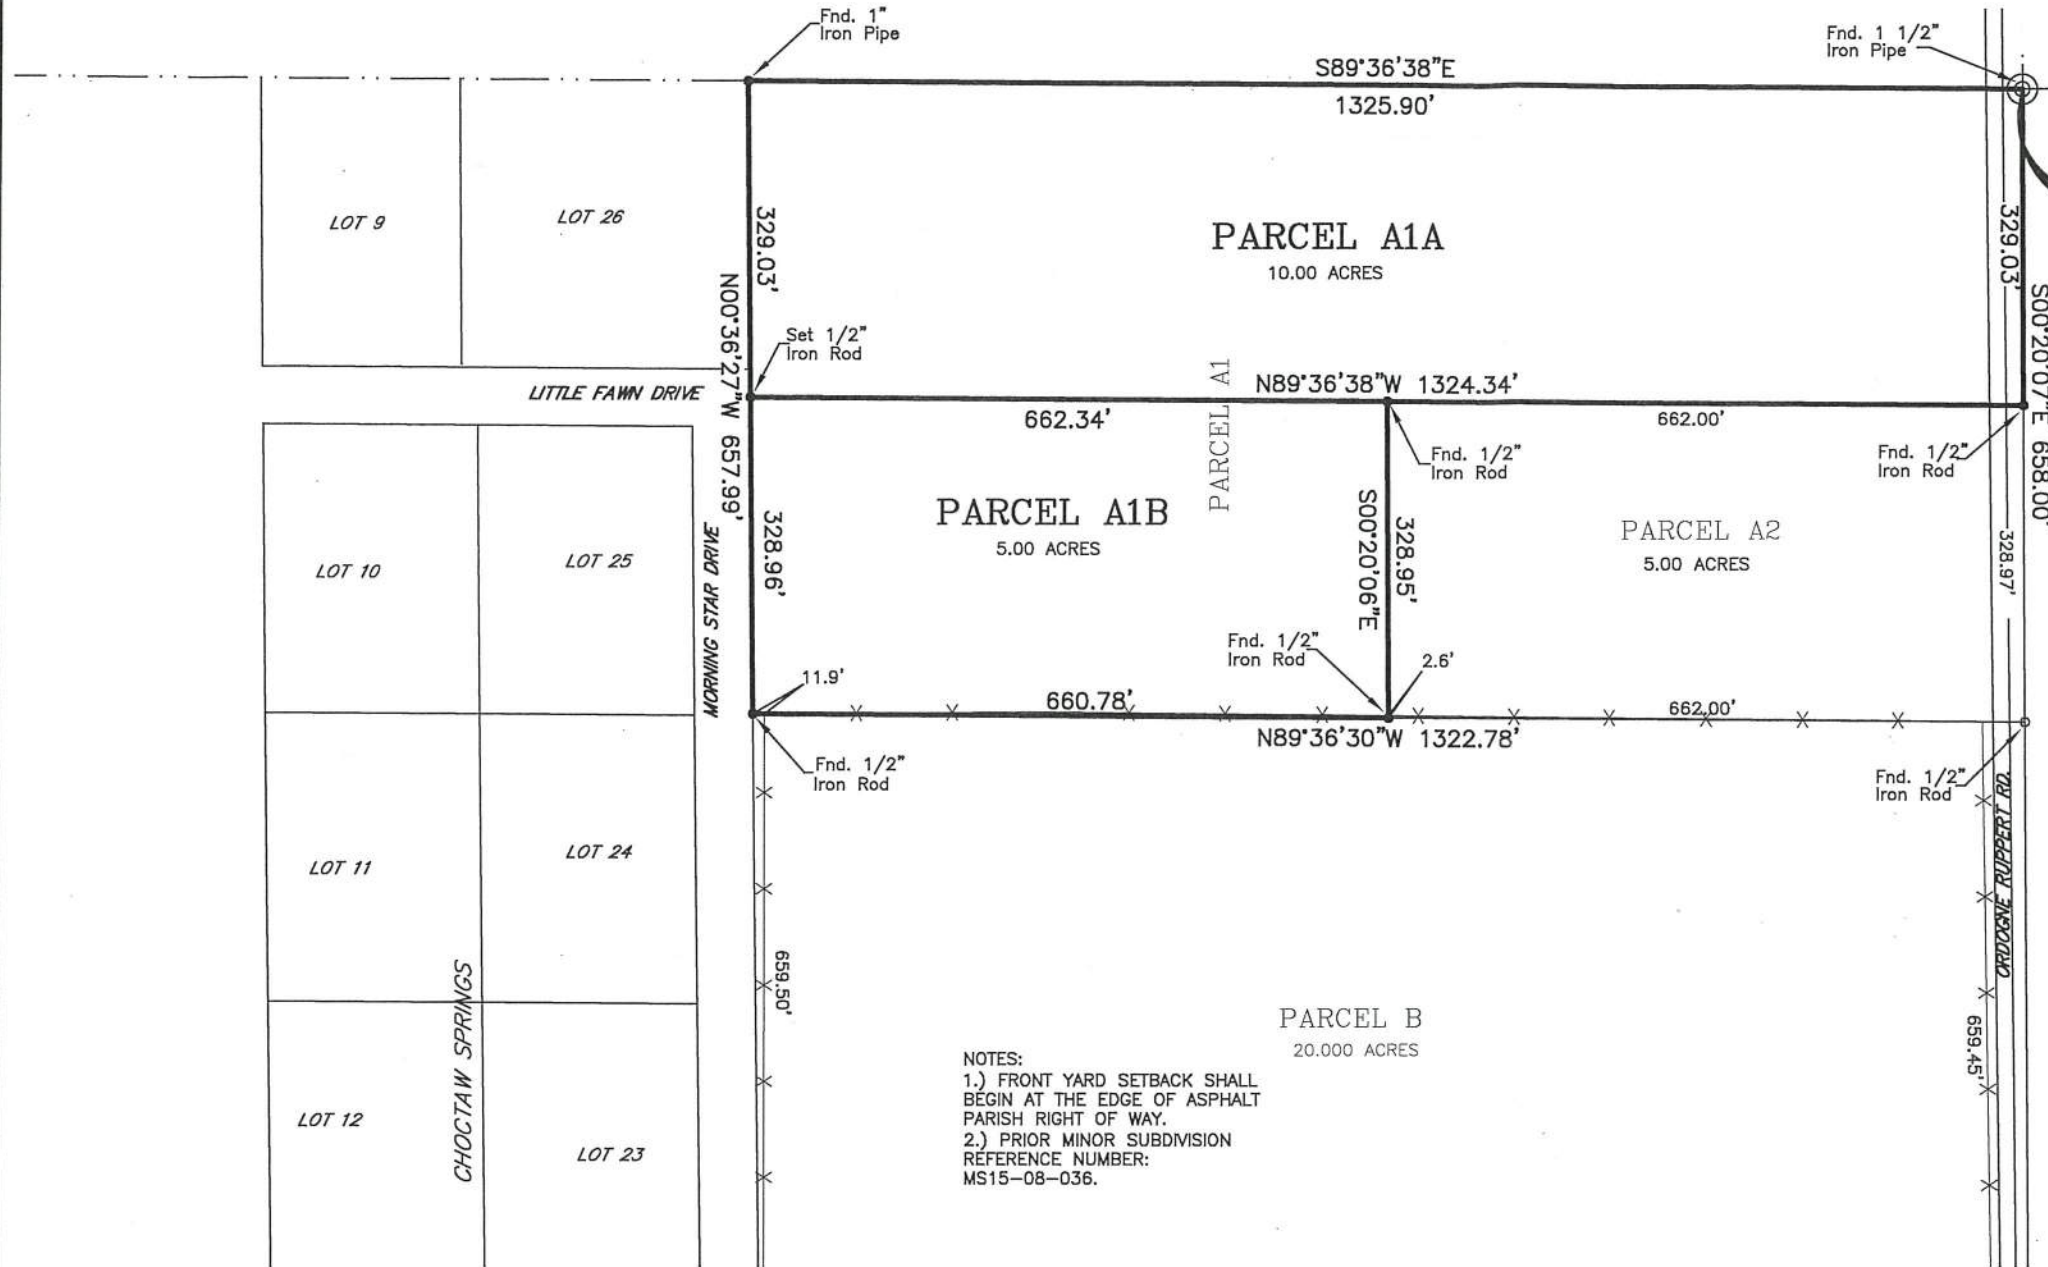 Fnd. 1"
Iron Pipe
Fnd. 1 1/2"
Iron Pipe
S89°36'38"E
1325.90'
LOT 9
LOT 26
329.03'
PARCEL A1A
10.00 ACRES
329.03'
N00°36'27"W 657.99'
S00°20'07"E 658.00'
Set 1/2"
Iron Rod
LITTLE FAWN DRIVE
PARCEL A1
N89°36'38"W 1324.34'
662.34'
662.00'
Fnd. 1/2"
Iron Rod
Fnd. 1/2"
Iron Rod
PARCEL A1B
5.00 ACRES
S00°20'06"E
328.95'
PARCEL A2
5.00 ACRES
328.97'
LOT 10
LOT 25
MORNING STAR DRIVE
328.96'
Fnd. 1/2"
Iron Rod
2.6'
11.9'
660.78'
662.00'
N89°36'30"W 1322.78'
Fnd. 1/2"
Iron Rod
Fnd. 1/2"
Iron Rod
ORDOGNE RUPPERT RD.
LOT 11
LOT 24
659.50'
CHOCTAW SPRINGS
PARCEL B
20.000 ACRES
659.45'
LOT 12
LOT 23
NOTES:
1.) FRONT YARD SETBACK SHALL
BEGIN AT THE EDGE OF ASPHALT
PARISH RIGHT OF WAY.
2.) PRIOR MINOR SUBDIVISION
REFERENCE NUMBER:
MS15-08-036.